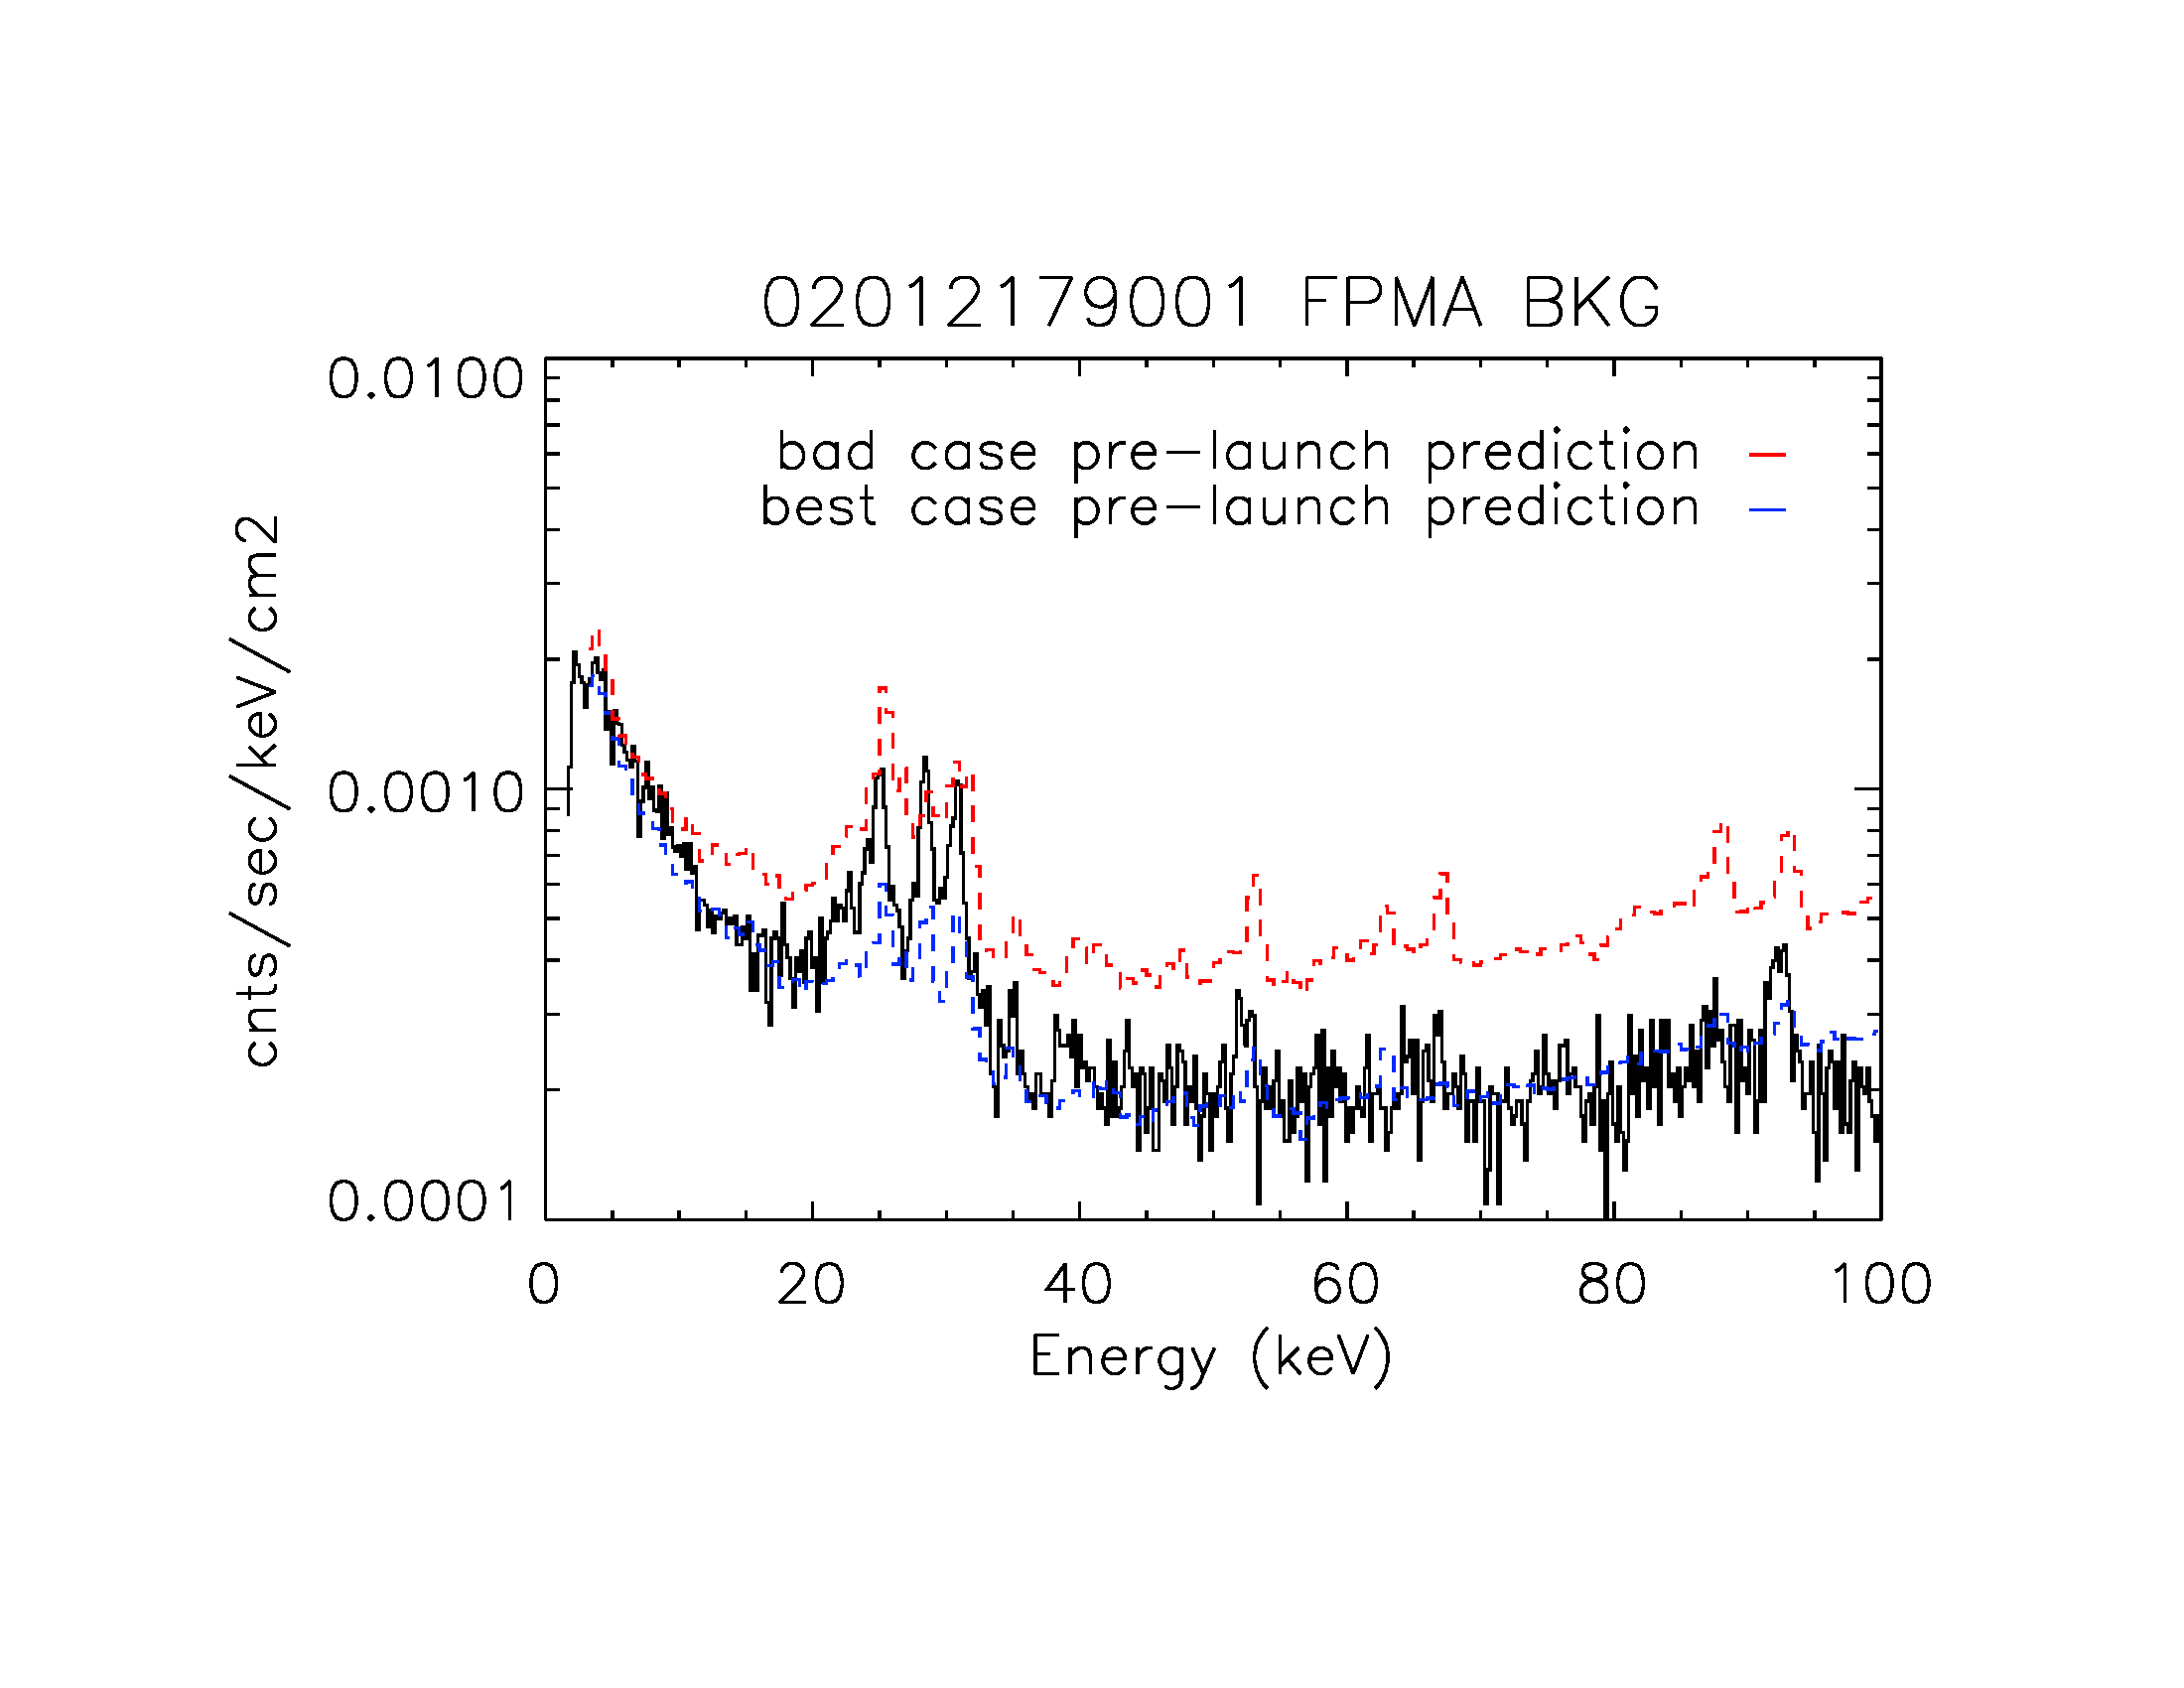 02012179001 FPMA BKG
0.0100
bad case pre-launch prediction
best case pre-launch prediction
cnts/sec/keV/cm2
0.0010
0.0001
0 20 40 60 80 100
Energy (keV)